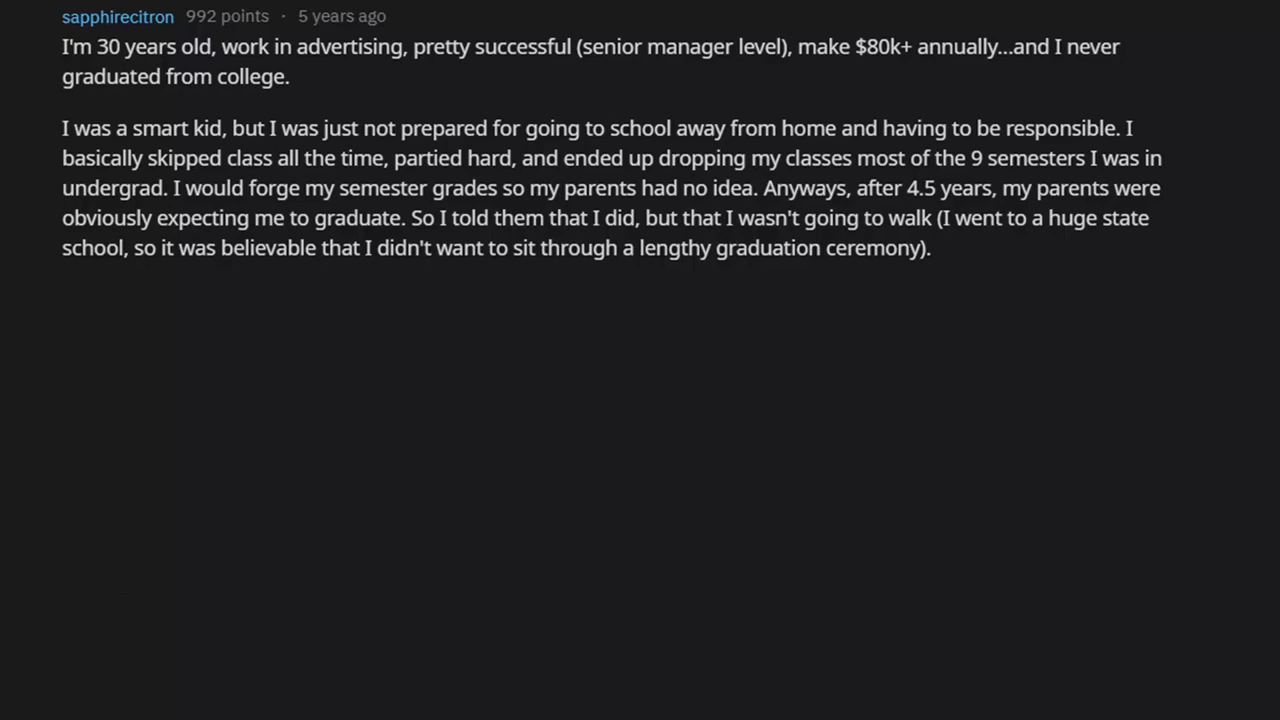 sapphirecitron 992 points · 5 years ago
I'm 30 years old, work in advertising, pretty successful (senior manager level), make $80k+ annually...and I never
graduated from college.
I was a smart kid, but I was just not prepared for going to school away from home and having to be responsible. I
basically skipped class all the time, partied hard, and ended up dropping my classes most of the 9 semesters I was in
undergrad. I would forge my semester grades so my parents had no idea. Anyways, after 4.5 years, my parents were
obviously expecting me to graduate. So I told them that I did, but that I wasn't going to walk (I went to a huge state
school, so it was believable that I didn't want to sit through a lengthy graduation ceremony).